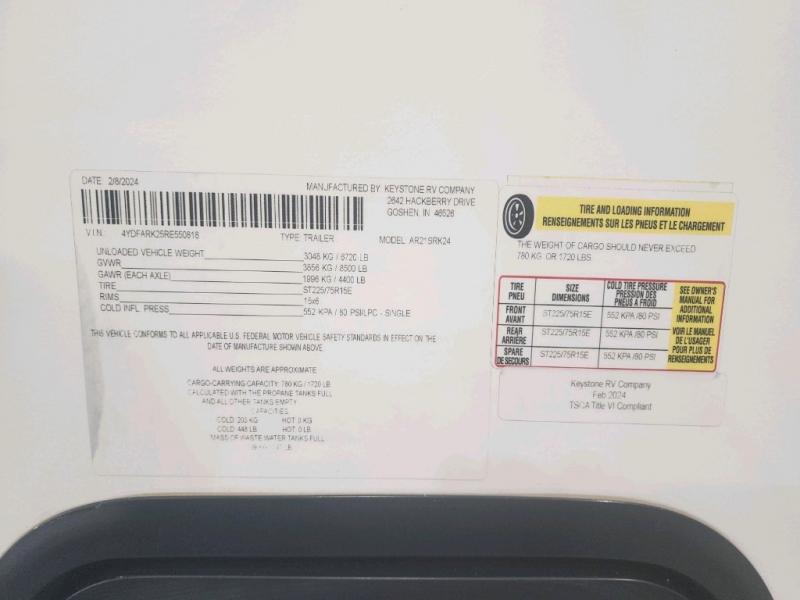 DATE 2/8/2024
MANUFACTURED BY KEYSTONE RV COMPANY
2642 HACKBERRY DRIVE
GOSHEN, IN 46526
V.I.N.: 4YDFARK25RE550818 TYPE: TRAILER MODEL: AR21SRK24
UNLOADED VEHICLE WEIGHT 3048 KG / 6720 LB
GVWR 3856 KG / 8500 LB
GAWR (EACH AXLE) 1996 KG / 4400 LB
TIRE ST225/75R15E
RIMS 15x6
COLD INFL. PRESS 552 KPA / 80 PSI/LPC - SINGLE
THIS VEHICLE CONFORMS TO ALL APPLICABLE U.S. FEDERAL MOTOR VEHICLE SAFETY STANDARDS IN EFFECT ON THE
DATE OF MANUFACTURE SHOWN ABOVE.
ALL WEIGHTS ARE APPROXIMATE
CARGO-CARRYING CAPACITY: 780 KG / 1720 LB
CALCULATED WITH THE PROPANE TANKS FULL
AND ALL OTHER TANKS EMPTY
CAPACITIES
COLD: 203 KG HOT: 0 KG
COLD: 448 LB HOT: 0 LB
MASS OF WASTE WATER TANKS FULL
TIRE AND LOADING INFORMATION
RENSEIGNEMENTS SUR LES PNEUS ET LE CHARGEMENT
THE WEIGHT OF CARGO SHOULD NEVER EXCEED
780 KG. OR 1720 LBS.
TIRE
PNEU
SIZE
DIMENSIONS
COLD TIRE PRESSURE
PRESSION DES
PNEUS A FROID
FRONT
AVANT
ST225/75R15E
552 KPA /80 PSI
REAR
ARRIÈRE
ST225/75R15E
552 KPA /80 PSI
SPARE
DE SECOURS
ST225/75R15E
552 KPA /80 PSI
SEE OWNER'S
MANUAL FOR
ADDITIONAL
INFORMATION
VOIR LE MANUEL
DE L'USAGER
POUR PLUS DE
RENSEIGNEMENTS
Keystone RV Company
Feb 2024
TSCA Title VI Compliant